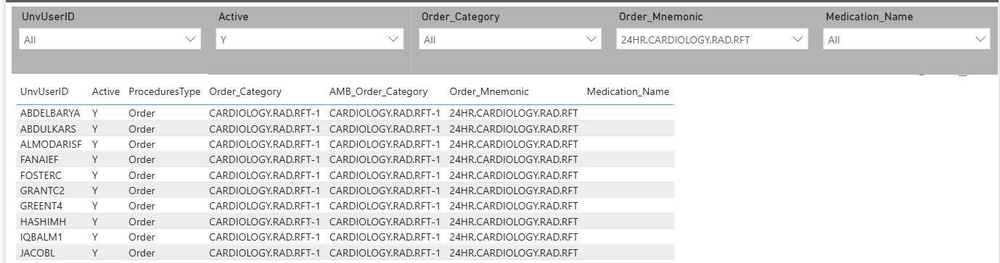 UnvUserID Active Order_Category Order_Mnemonic Medication_Name
All Y All 24HR.CARDIOLOGY.RAD.RFT All
UnvUserID Active ProceduresType Order_Category AMB_Order_Category Order_Mnemonic Medication_Name
ABDELBARYA Y Order CARDIOLOGY.RAD.RFT-1 CARDIOLOGY.RAD.RFT-1 24HR.CARDIOLOGY.RAD.RFT
ABDULKARS Y Order CARDIOLOGY.RAD.RFT-1 CARDIOLOGY.RAD.RFT-1 24HR.CARDIOLOGY.RAD.RFT
ALMODARISF Y Order CARDIOLOGY.RAD.RFT-1 CARDIOLOGY.RAD.RFT-1 24HR.CARDIOLOGY.RAD.RFT
FANAIEF Y Order CARDIOLOGY.RAD.RFT-1 CARDIOLOGY.RAD.RFT-1 24HR.CARDIOLOGY.RAD.RFT
FOSTERC Y Order CARDIOLOGY.RAD.RFT-1 CARDIOLOGY.RAD.RFT-1 24HR.CARDIOLOGY.RAD.RFT
GRANTC2 Y Order CARDIOLOGY.RAD.RFT-1 CARDIOLOGY.RAD.RFT-1 24HR.CARDIOLOGY.RAD.RFT
GREENT4 Y Order CARDIOLOGY.RAD.RFT-1 CARDIOLOGY.RAD.RFT-1 24HR.CARDIOLOGY.RAD.RFT
HASHIMH Y Order CARDIOLOGY.RAD.RFT-1 CARDIOLOGY.RAD.RFT-1 24HR.CARDIOLOGY.RAD.RFT
IQBALM1 Y Order CARDIOLOGY.RAD.RFT-1 CARDIOLOGY.RAD.RFT-1 24HR.CARDIOLOGY.RAD.RFT
JACOBL Y Order CARDIOLOGY.RAD.RFT-1 CARDIOLOGY.RAD.RFT-1 24HR.CARDIOLOGY.RAD.RFT